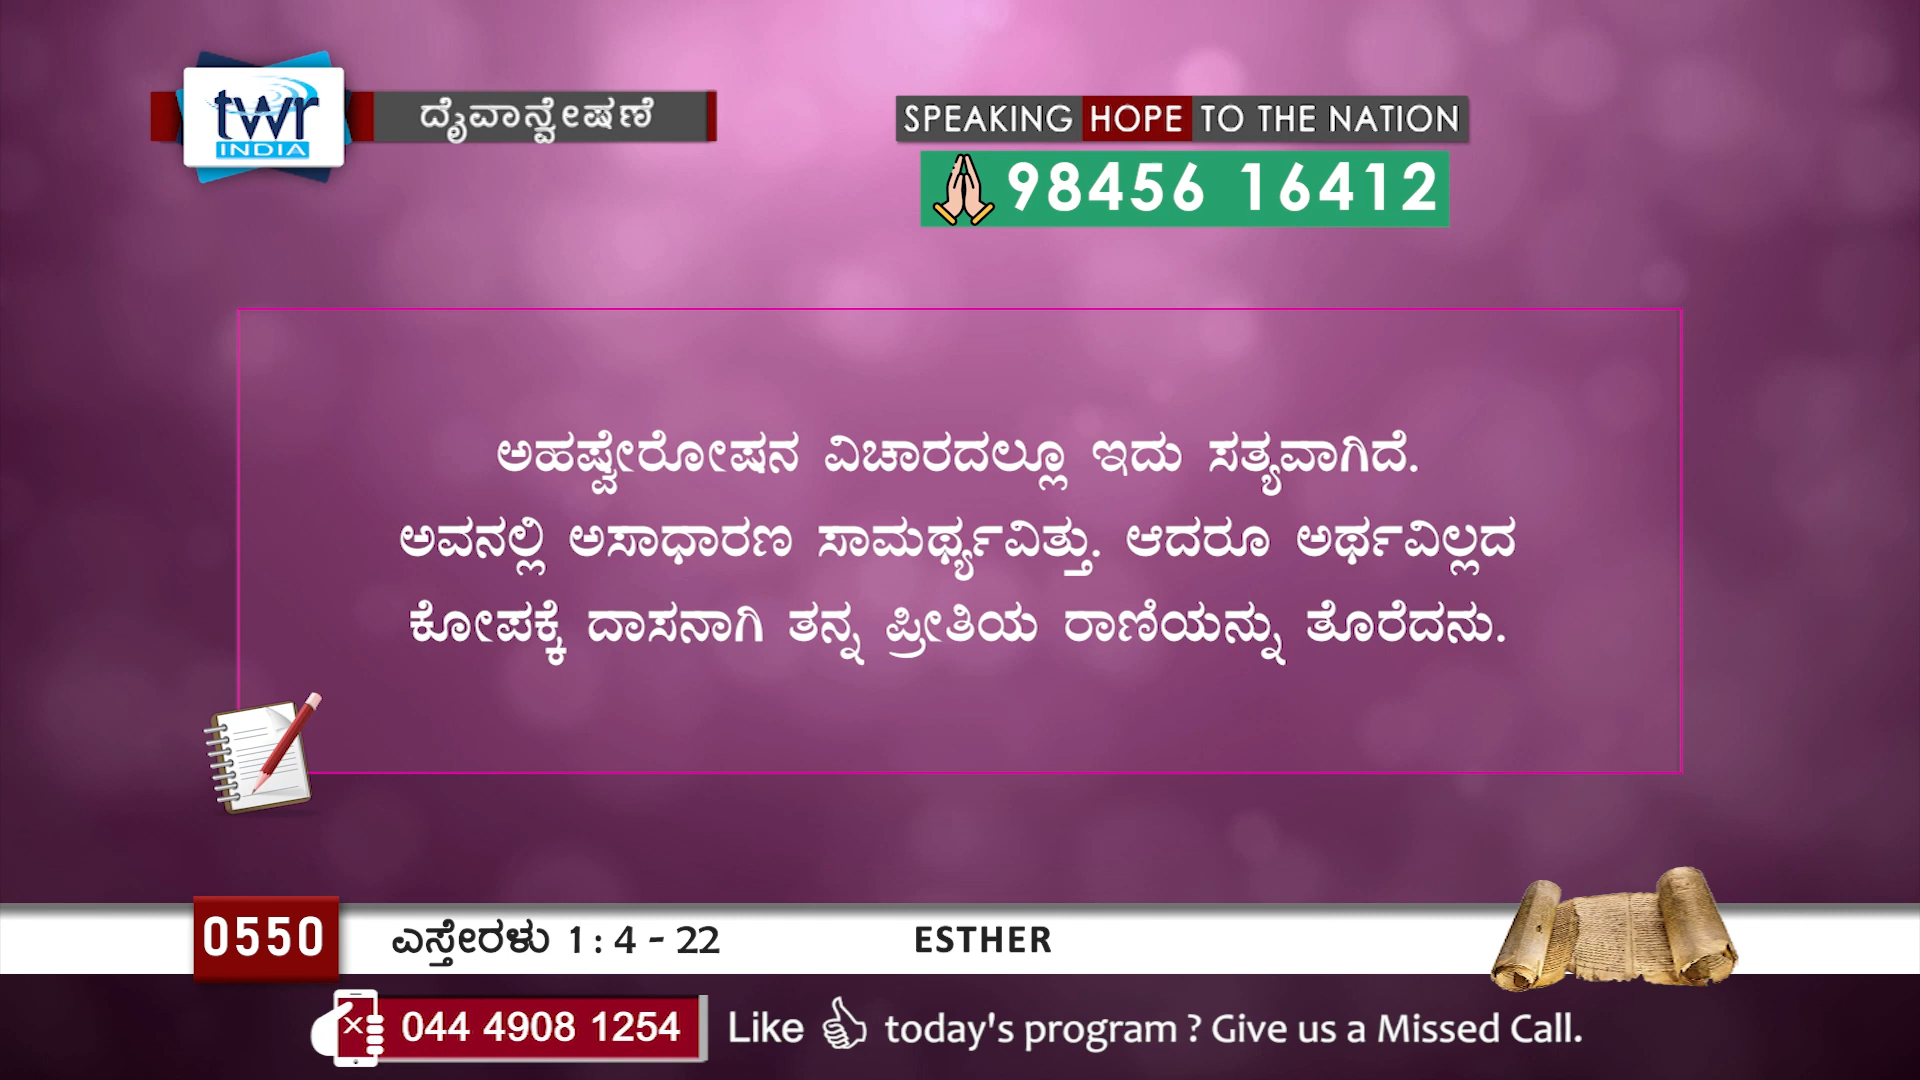 twr
INDIA
ದೈವಾನ್ವೇಷಣೆ
SPEAKING HOPE TO THE NATION
98456 16412
ಅಹಷ್ವೇರೋಷನ ವಿಚಾರದಲ್ಲೂ ಇದು ಸತ್ಯವಾಗಿದೆ.
ಅವನಲ್ಲಿ ಅಸಾಧಾರಣ ಸಾಮರ್ಥ್ಯವಿತ್ತು. ಆದರೂ ಅರ್ಥವಿಲ್ಲದ
ಕೋಪಕ್ಕೆ ದಾಸನಾಗಿ ತನ್ನ ಪ್ರೀತಿಯ ರಾಣಿಯನ್ನು ತೊರೆದನು.
0550 ಎಸ್ತೇರಳು 1 : 4 - 22 ESTHER
044 4908 1254 Like today's program ? Give us a Missed Call.